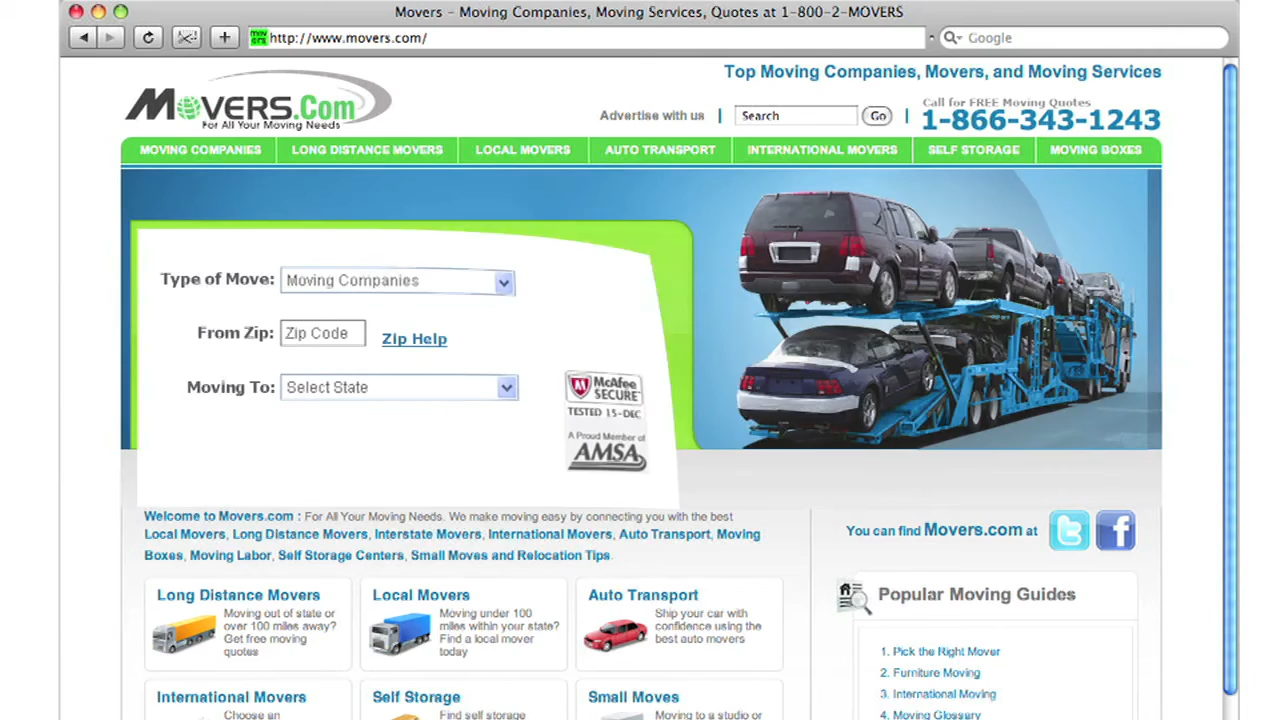 Movers - Moving Companies, Moving Services, Quotes at 1-800-2-MOVERS
http://www.movers.com/
Google
Top Moving Companies, Movers, and Moving Services
MOVERS.Com
For All Your Moving Needs
Advertise with us
Search
Go
Call for FREE Moving Quotes
1-866-343-1243
MOVING COMPANIES
LONG DISTANCE MOVERS
LOCAL MOVERS
AUTO TRANSPORT
INTERNATIONAL MOVERS
SELF STORAGE
MOVING BOXES
Type of Move: Moving Companies
From Zip: Zip Code Zip Help
Moving To: Select State
McAfee
SECURE™
TESTED 15-DEC
A Proud Member of
AMSA
Welcome to Movers.com : For All Your Moving Needs. We make moving easy by connecting you with the best
Local Movers, Long Distance Movers, Interstate Movers, International Movers, Auto Transport, Moving
Boxes, Moving Labor, Self Storage Centers, Small Moves and Relocation Tips.
You can find Movers.com at
Long Distance Movers
Moving out of state or
over 100 miles away?
Get free moving
quotes
Local Movers
Moving under 100
miles within your state?
Find a local mover
today
Auto Transport
Ship your car with
confidence using the
best auto movers
Popular Moving Guides
1. Pick the Right Mover
2. Furniture Moving
3. International Moving
4. Moving Glossary
International Movers
Choose an
Self Storage
Find self storage
Small Moves
Moving to a studio or